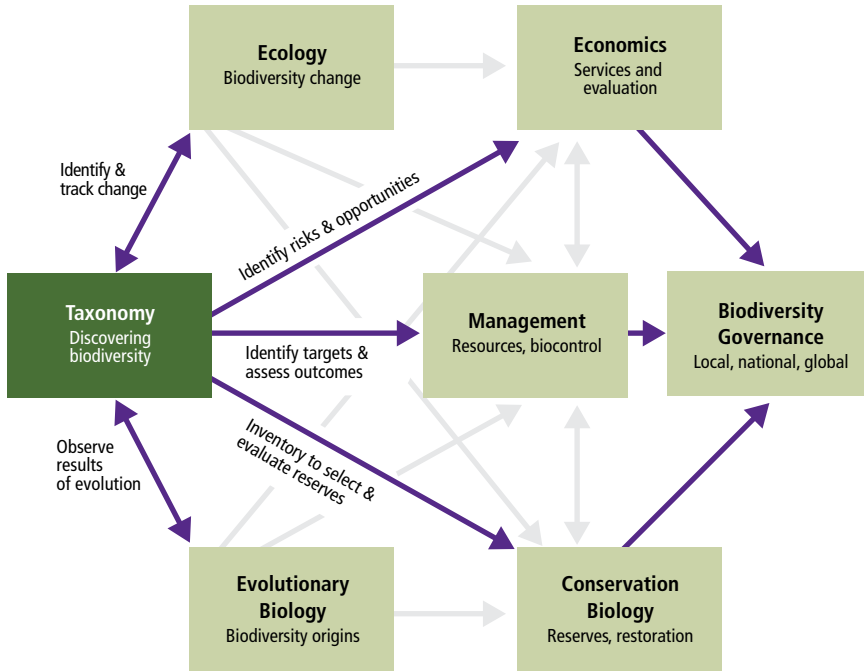 Ecology
Biodiversity change
Economics
Services and
evaluation
Identify &
track change
Identify risks & opportunities
Taxonomy
Discovering
biodiversity
Management
Resources, biocontrol
Biodiversity
Governance
Local, national, global
Identify targets &
assess outcomes
Observe
results
of evolution
Inventory to select &
evaluate reserves
Evolutionary
Biology
Biodiversity origins
Conservation
Biology
Reserves, restoration